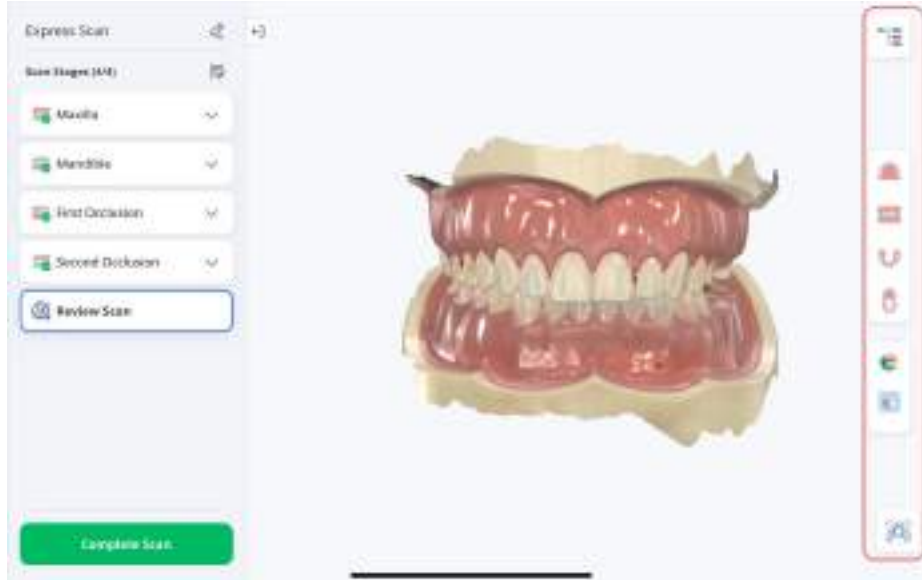 Express Scan
Scan Stages (4/4)
Maxilla
Mandible
First Occlusion
Second Occlusion
Review Scan
Complete Scan